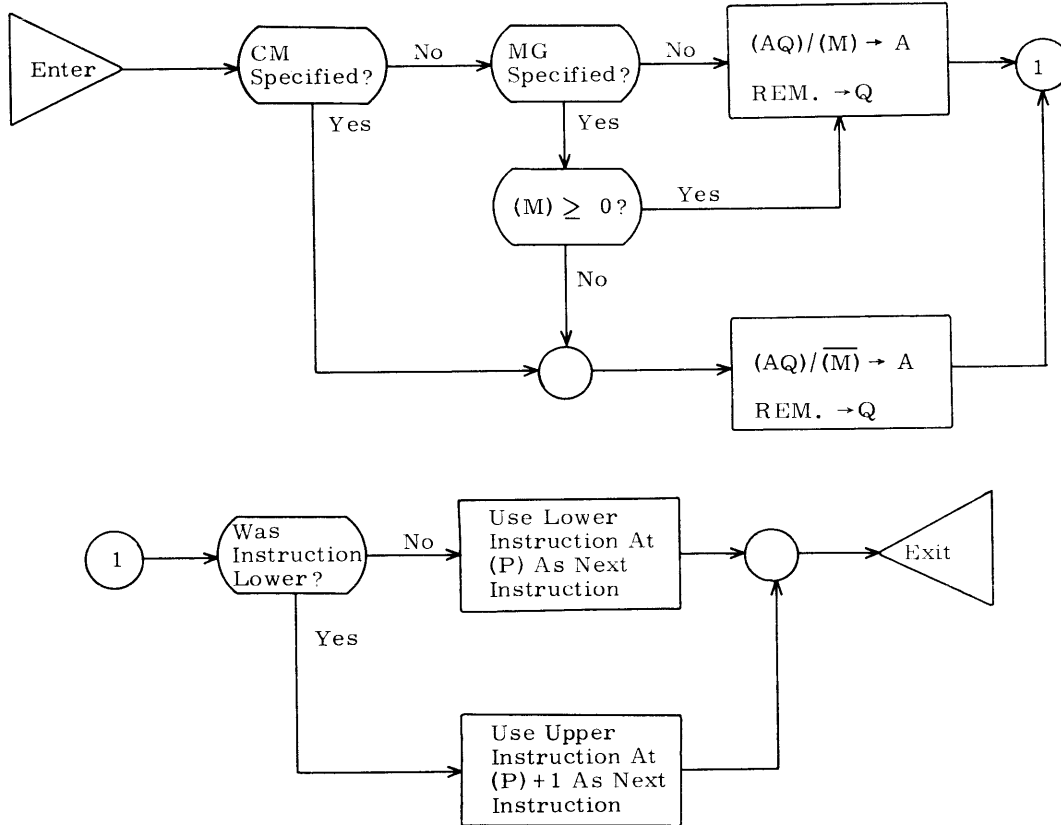 Enter
CM
Specified?
No
MG
Specified?
No
(AQ)/(M) → A
REM. → Q
1
Yes
Yes
(M) ≥ 0?
Yes
No
(AQ)/(M̅)̅ → A
REM. → Q
1
Was
Instruction
Lower?
No
Use Lower
Instruction At
(P) As Next
Instruction
Exit
Yes
Use Upper
Instruction At
(P)+1 As Next
Instruction